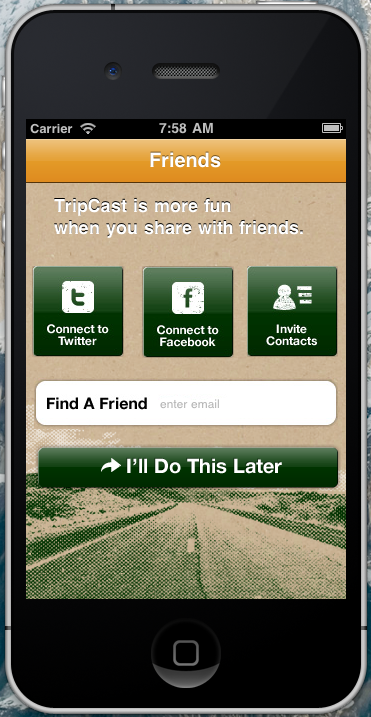 Carrier 7:58 AM
Friends
TripCast is more fun
when you share with friends.
Connect to
Twitter
Connect to
Facebook
Invite
Contacts
Find A Friend enter email
I'll Do This Later